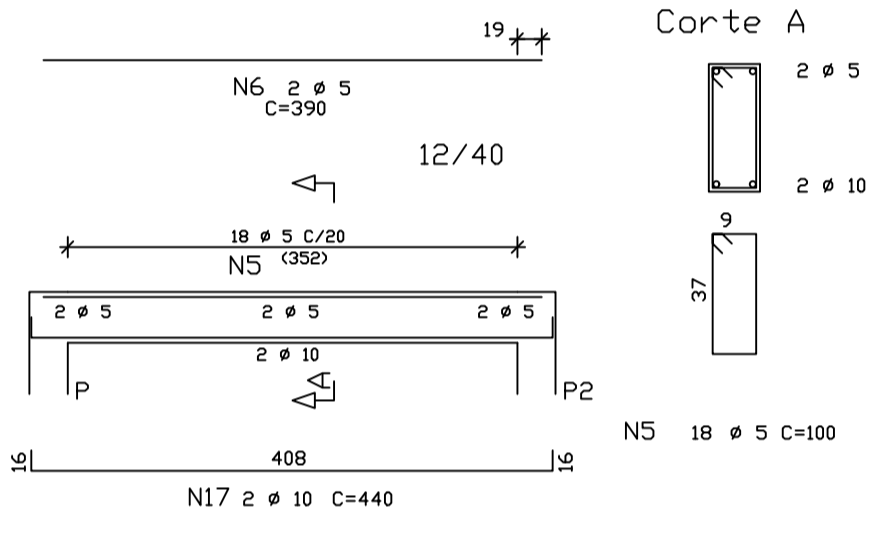 19
Corte A
N6 2 ø 5
C=390
2 ø 5
12/40
2 ø 10
9
18 ø 5 C/20
N5 (352)
37
2 ø 5 2 ø 5 2 ø 5
2 ø 10
A
P P2
N5 18 ø 5 C=100
16 408 16
N17 2 ø 10 C=440